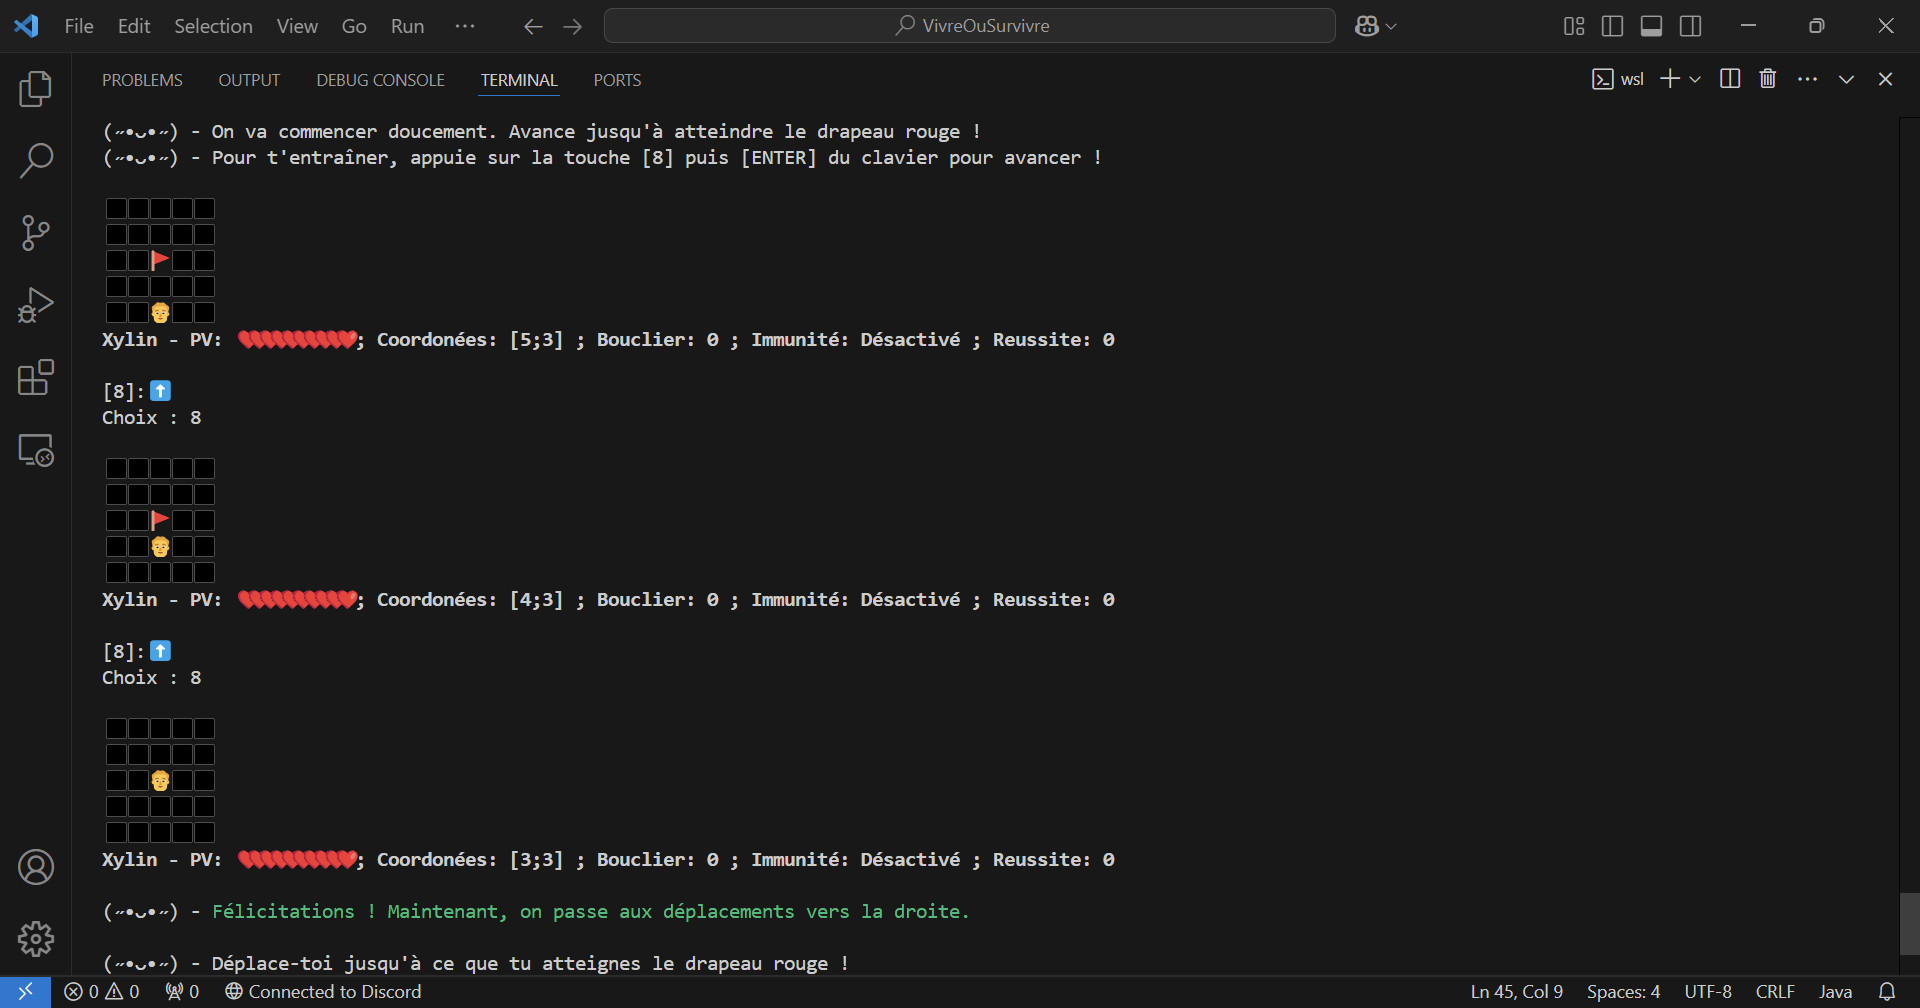 File Edit Selection View Go Run ··· VivreOuSurvivre
PROBLEMS OUTPUT DEBUG CONSOLE TERMINAL PORTS wsl
(˶•ᴗ•˶) - On va commencer doucement. Avance jusqu'à atteindre le drapeau rouge !
(˶•ᴗ•˶) - Pour t'entraîner, appuie sur la touche [8] puis [ENTER] du clavier pour avancer !
Xylin - PV: ❤❤❤❤❤❤❤❤❤❤; Coordonées: [5;3] ; Bouclier: 0 ; Immunité: Désactivé ; Reussite: 0
[8]:⬆
Choix : 8
Xylin - PV: ❤❤❤❤❤❤❤❤❤❤; Coordonées: [4;3] ; Bouclier: 0 ; Immunité: Désactivé ; Reussite: 0
[8]:⬆
Choix : 8
Xylin - PV: ❤❤❤❤❤❤❤❤❤❤; Coordonées: [3;3] ; Bouclier: 0 ; Immunité: Désactivé ; Reussite: 0
(˶•ᴗ•˶) - Félicitations ! Maintenant, on passe aux déplacements vers la droite.
(˶•ᴗ•˶) - Déplace-toi jusqu'à ce que tu atteignes le drapeau rouge !
0 0 0 Connected to Discord Ln 45, Col 9 Spaces: 4 UTF-8 CRLF Java